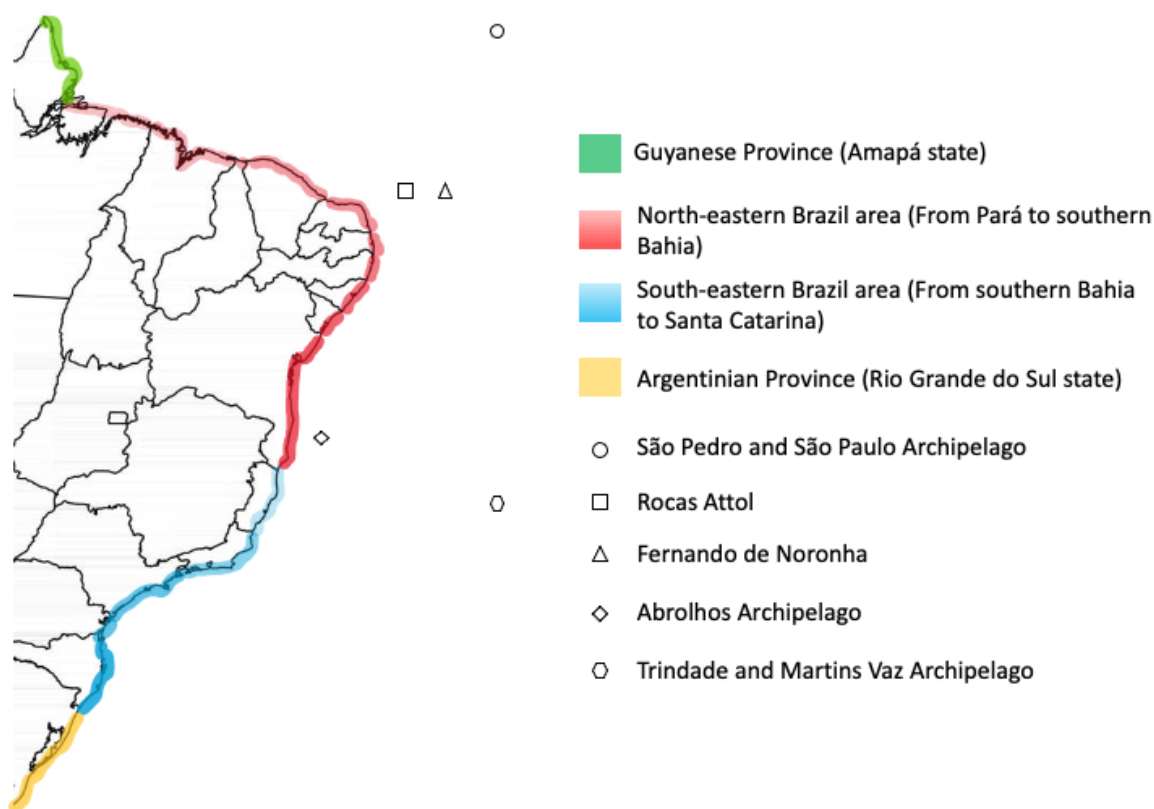 Guyanese Province (Amapá state)
North-eastern Brazil area (From Pará to southern
Bahia)
South-eastern Brazil area (From southern Bahia
to Santa Catarina)
Argentinian Province (Rio Grande do Sul state)
São Pedro and São Paulo Archipelago
Rocas Attol
Fernando de Noronha
Abrolhos Archipelago
Trindade and Martins Vaz Archipelago